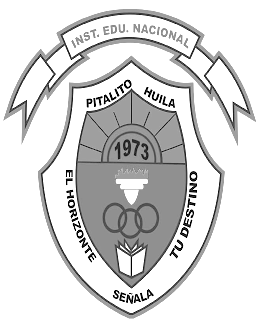 INST. EDU. NACIONAL
PITALITO HUILA
1973
EL HORIZONTE
SEÑALA
TU DESTINO